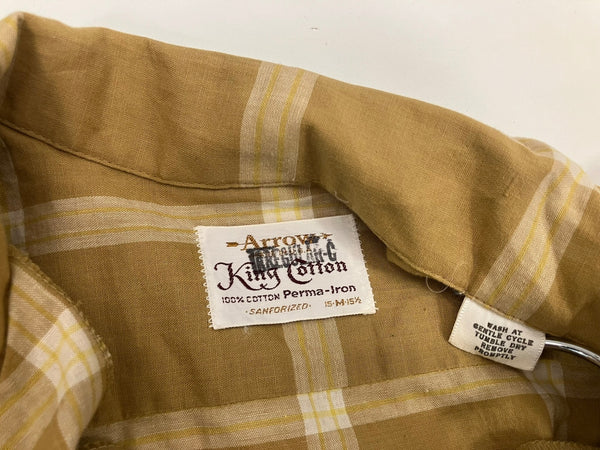 Arrow
IRREGULAR-C
King Cotton
100% COTTON Perma-Iron
·SANFORIZED· 15-M-15½
WASH AT
GENTLE CYCLE
TUMBLE DRY
REMOVE
PROMPTLY